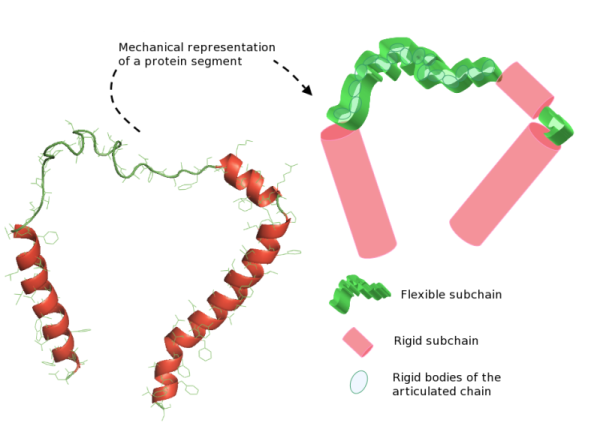 Mechanical representation
of a protein segment
Flexible subchain
Rigid subchain
Rigid bodies of the
articulated chain